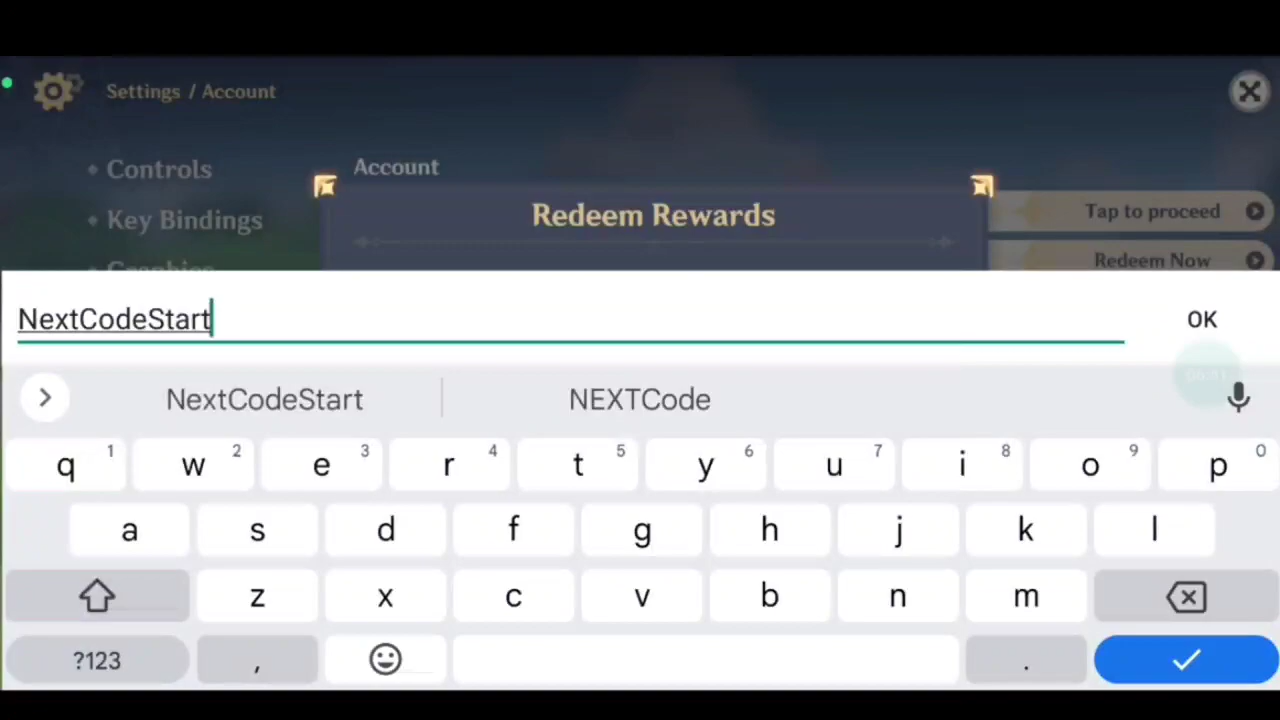 Settings / Account
Controls
Account
Key Bindings
Redeem Rewards
Tap to proceed
Graphics
Redeem Now
NextCodeStart
OK
NextCodeStart
NEXTCode
q 1 w 2 e 3 r 4 t 5 y 6 u 7 i 8 o 9 p 0
a s d f g h j k l
z x c v b n m
?123 , .